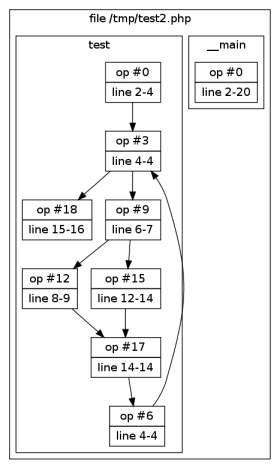 file /tmp/test2.php
test
op #0
line 2-4
op #3
line 4-4
op #18
line 15-16
op #9
line 6-7
op #12
line 8-9
op #15
line 12-14
op #17
line 14-14
op #6
line 4-4
__main
op #0
line 2-20